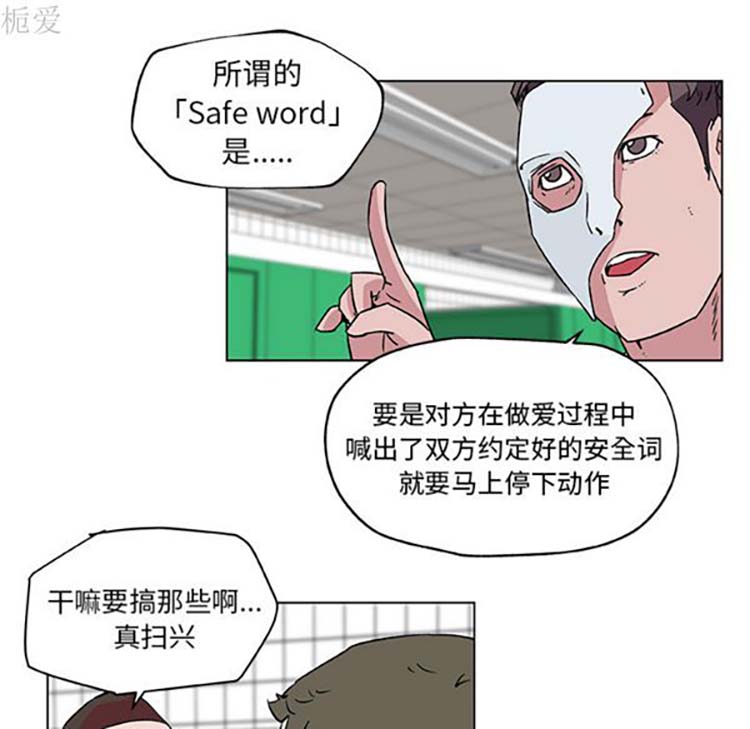 栀爱
所谓的
「Safe word」
是.....
要是对方在做爱过程中
喊出了双方约定好的安全词
就要马上停下动作
干嘛要搞那些啊...
真扫兴